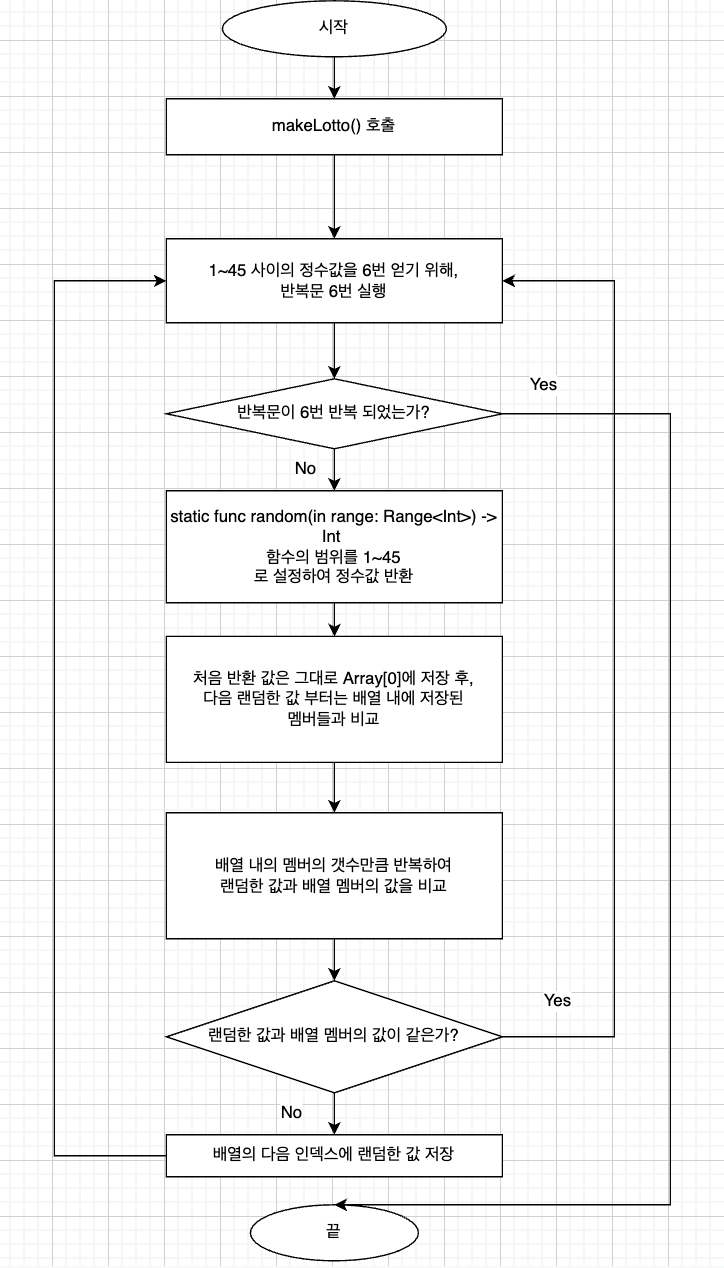 시작
makeLotto() 호출
1~45 사이의 정수값을 6번 얻기 위해,
반복문 6번 실행
Yes
반복문이 6번 반복 되었는가?
No
static func random(in range: Range<Int>) ->
Int
함수의 범위를 1~45
로 설정하여 정수값 반환
처음 반환 값은 그대로 Array[0]에 저장 후,
다음 랜덤한 값 부터는 배열 내에 저장된
멤버들과 비교
배열 내의 멤버의 갯수만큼 반복하여
랜덤한 값과 배열 멤버의 값을 비교
Yes
랜덤한 값과 배열 멤버의 값이 같은가?
No
배열의 다음 인덱스에 랜덤한 값 저장
끝